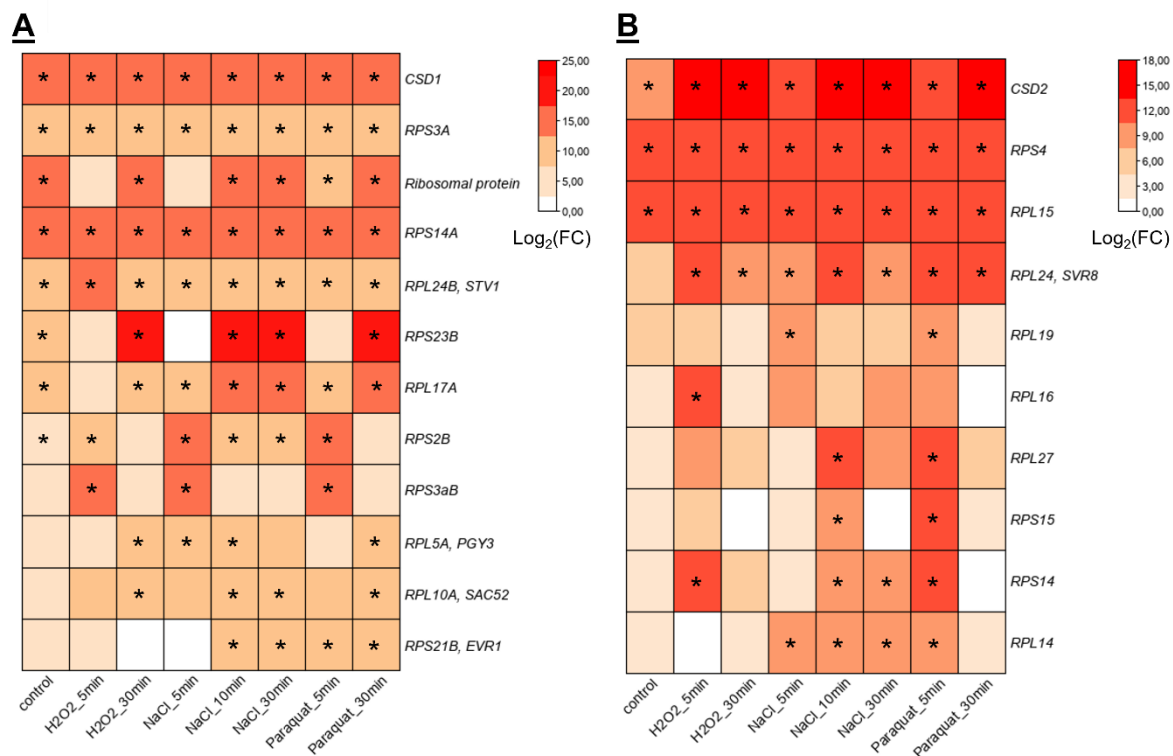 A
B
25,00
20,00
15,00
10,00
5,00
0,00
Log2(FC)
CSD1
RPS3A
Ribosomal protein
RPS14A
RPL24B, STV1
RPS23B
RPL17A
RPS2B
RPS3aB
RPL5A, PGY3
RPL10A, SAC52
RPS21B, EVR1
control
H2O2_5min
H2O2_30min
NaCl_5min
NaCl_10min
NaCl_30min
Paraquat_5min
Paraquat_30min
18,00
15,00
12,00
9,00
6,00
3,00
0,00
Log2(FC)
CSD2
RPS4
RPL15
RPL24, SVR8
RPL19
RPL16
RPL27
RPS15
RPS14
RPL14
control
H2O2_5min
H2O2_30min
NaCl_5min
NaCl_10min
NaCl_30min
Paraquat_5min
Paraquat_30min